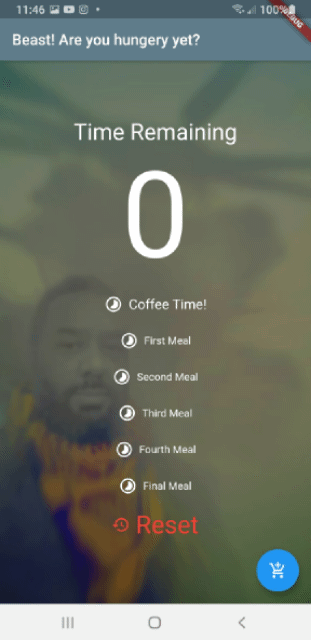 11:46
100%
Beast! Are you hungery yet?
Time Remaining
0
Coffee Time!
First Meal
Second Meal
Third Meal
Fourth Meal
Final Meal
Reset